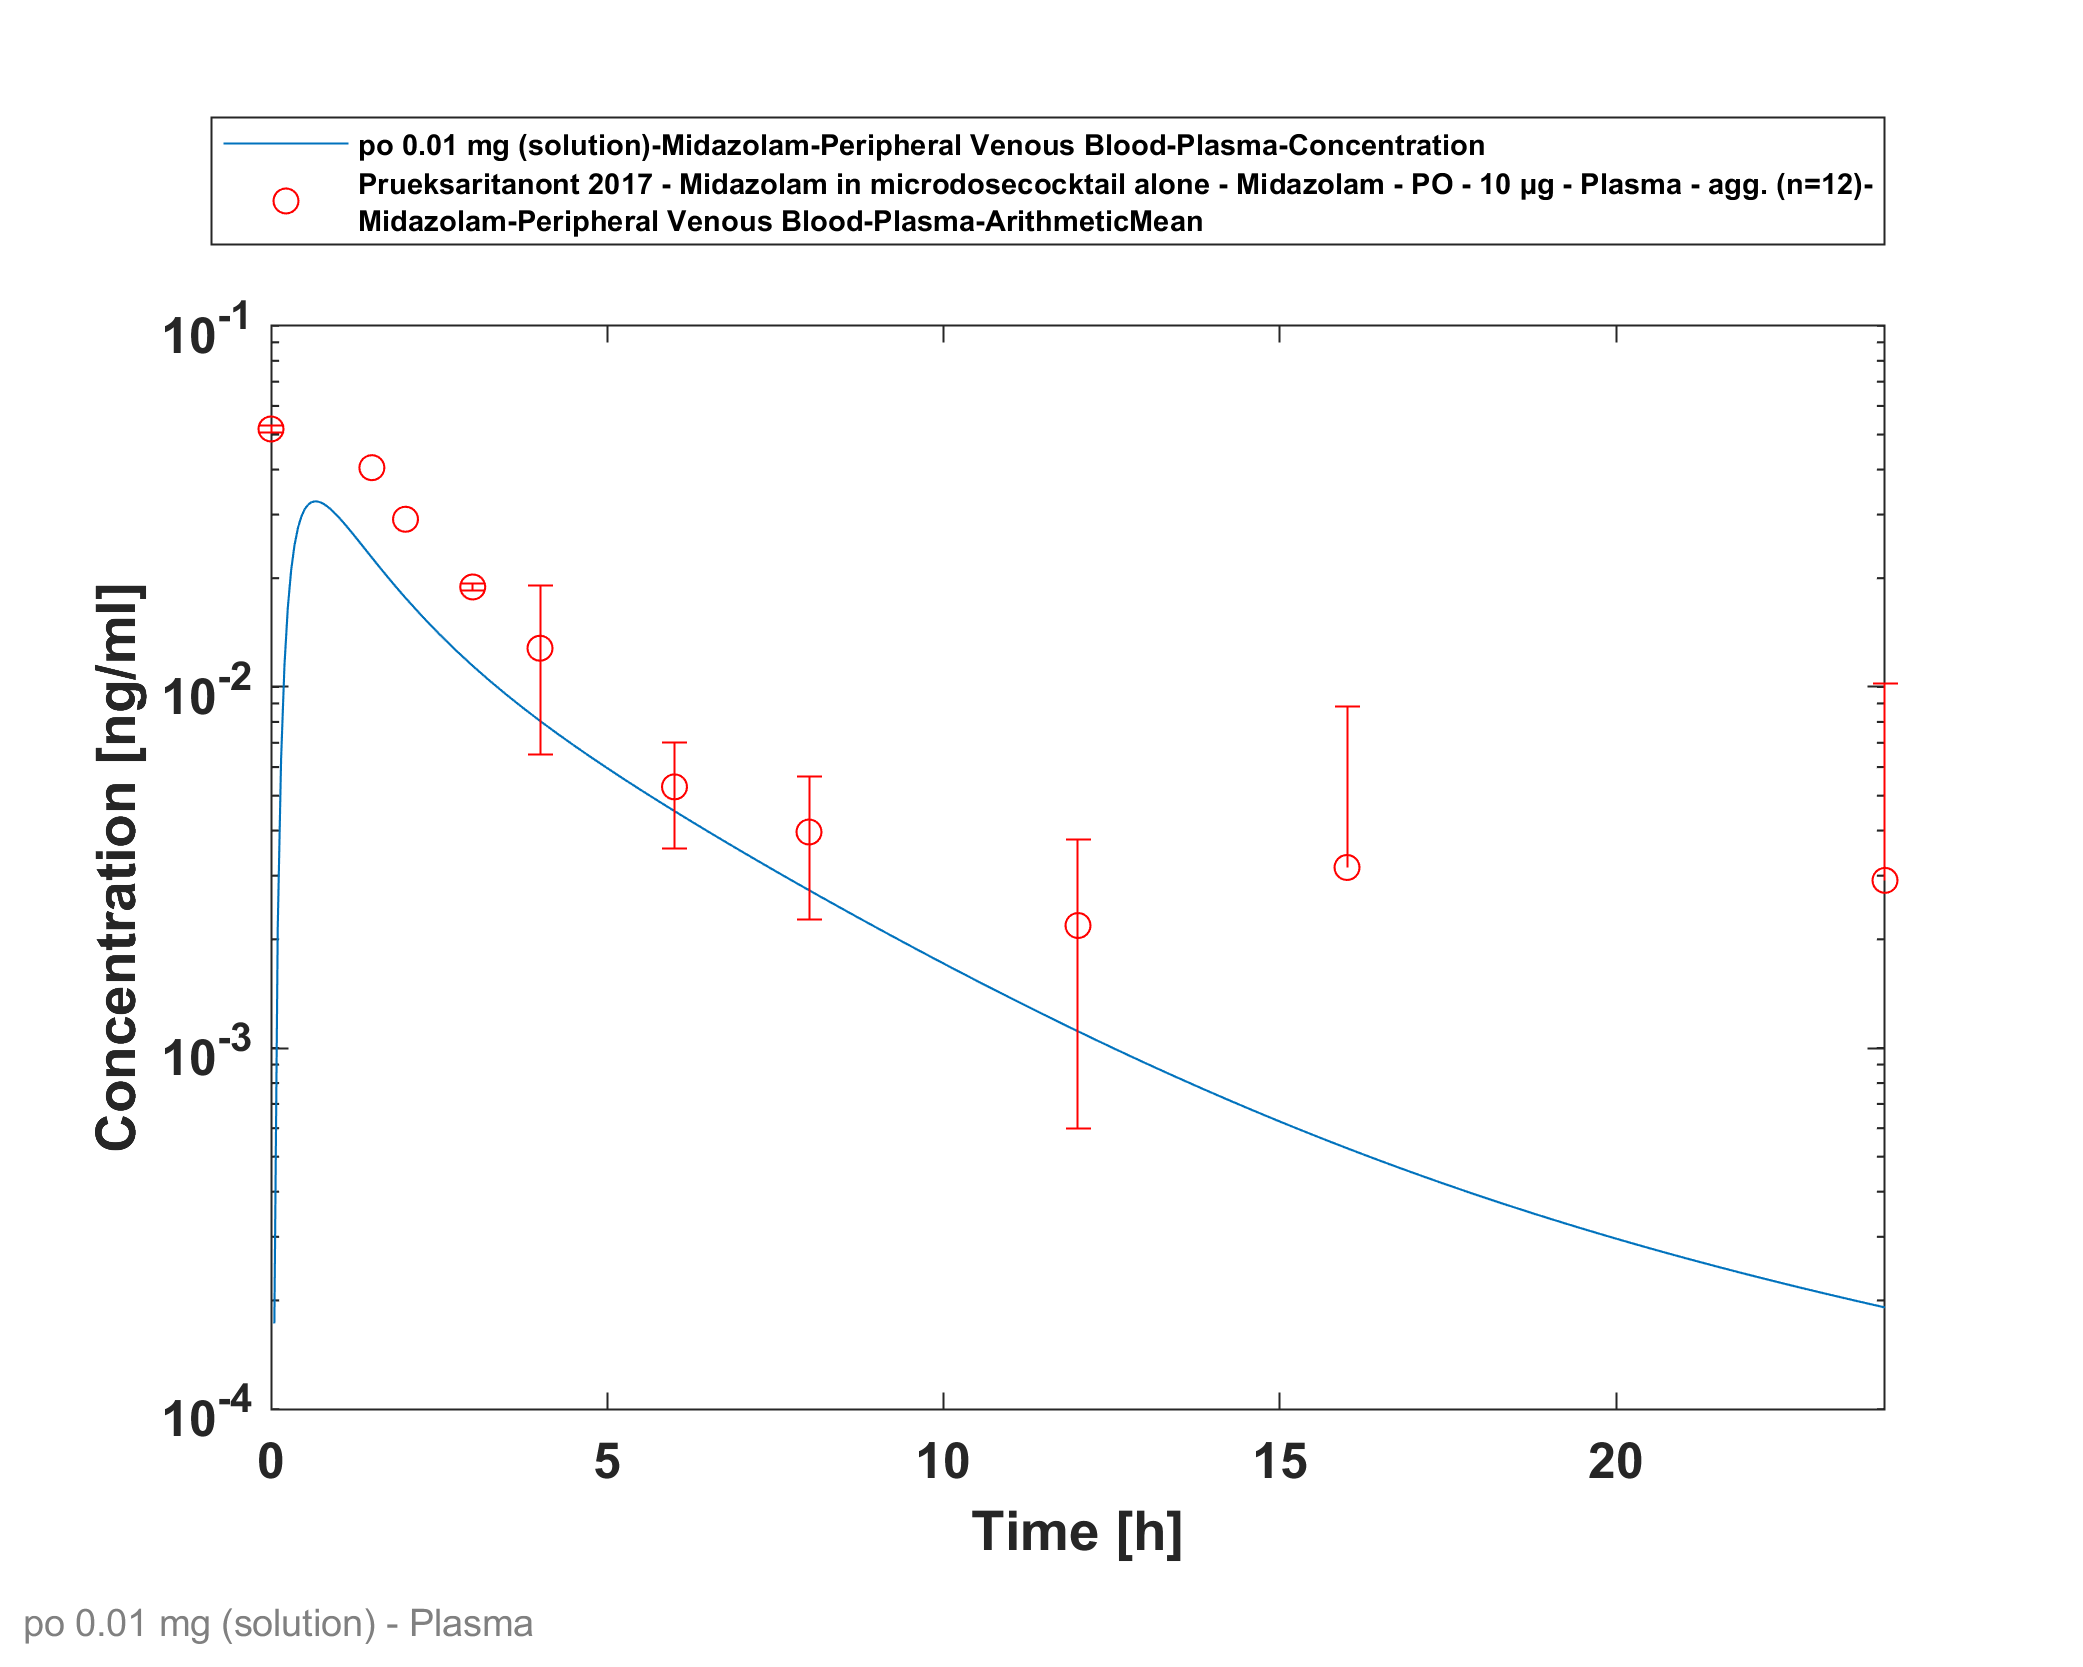 po 0.01 mg (solution)-Midazolam-Peripheral Venous Blood-Plasma-Concentration
Prueksaritanont 2017 - Midazolam in microdosecocktail alone - Midazolam - PO - 10 µg - Plasma - agg. (n=12)-
Midazolam-Peripheral Venous Blood-Plasma-ArithmeticMean
10^-1
10^-2
10^-3
10^-4
Concentration [ng/ml]
0 5 10 15 20
Time [h]
po 0.01 mg (solution) - Plasma